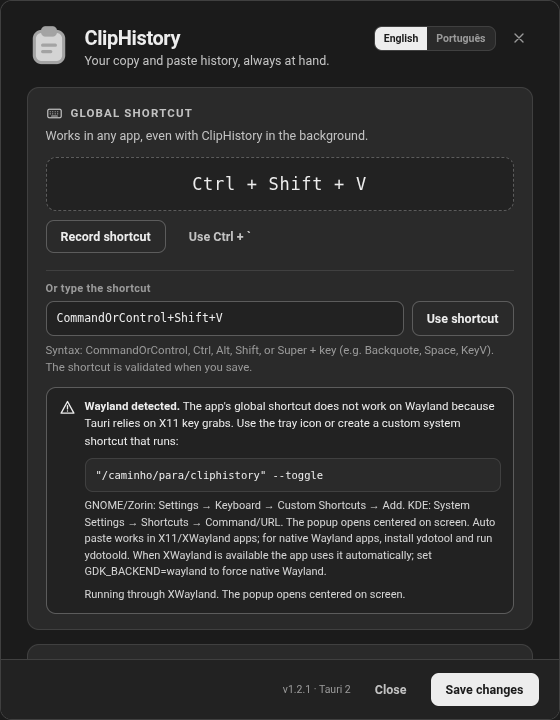 ClipHistory
English
Português
Your copy and paste history, always at hand.
GLOBAL SHORTCUT
Works in any app, even with ClipHistory in the background.
Ctrl + Shift + V
Record shortcut
Use Ctrl + `
Or type the shortcut
CommandOrControl+Shift+V
Use shortcut
Syntax: CommandOrControl, Ctrl, Alt, Shift, or Super + key (e.g. Backquote, Space, KeyV).
The shortcut is validated when you save.
Wayland detected. The app's global shortcut does not work on Wayland because
Tauri relies on X11 key grabs. Use the tray icon or create a custom system
shortcut that runs:
"/caminho/para/cliphistory" --toggle
GNOME/Zorin: Settings → Keyboard → Custom Shortcuts → Add. KDE: System
Settings → Shortcuts → Command/URL. The popup opens centered on screen. Auto
paste works in X11/XWayland apps; for native Wayland apps, install ydotool and run
ydotoold. When XWayland is available the app uses it automatically; set
GDK_BACKEND=wayland to force native Wayland.
Running through XWayland. The popup opens centered on screen.
v1.2.1 · Tauri 2
Close
Save changes